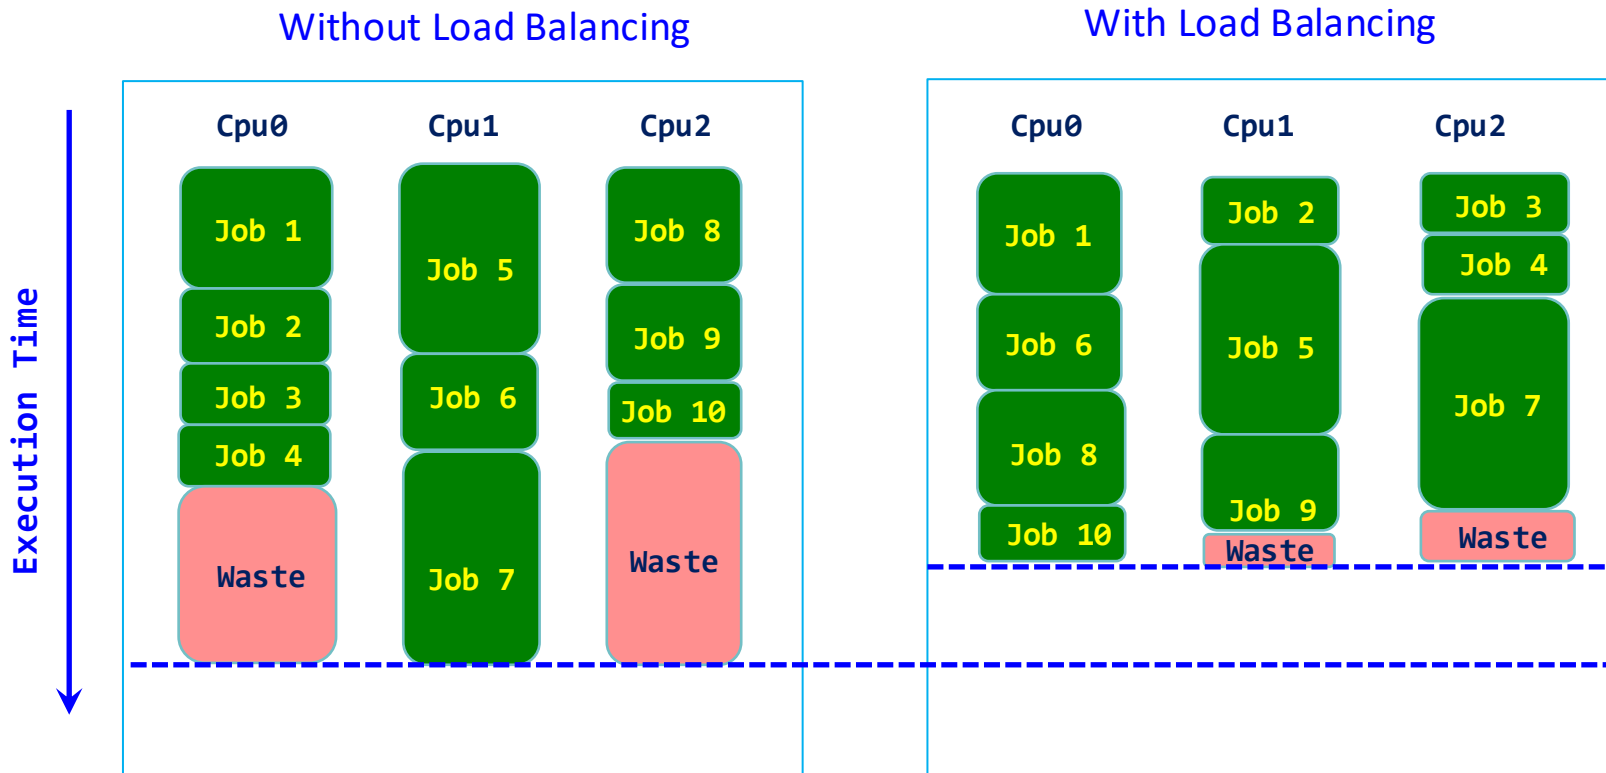 Without Load Balancing
Cpu0 Cpu1 Cpu2
Job 1
Job 2
Job 3
Job 4
Waste
Job 5
Job 6
Job 7
Job 8
Job 9
Job 10
Waste
Execution Time
With Load Balancing
Cpu0 Cpu1 Cpu2
Job 1
Job 6
Job 8
Job 10
Job 2
Job 5
Job 9
Waste
Job 3
Job 4
Job 7
Waste